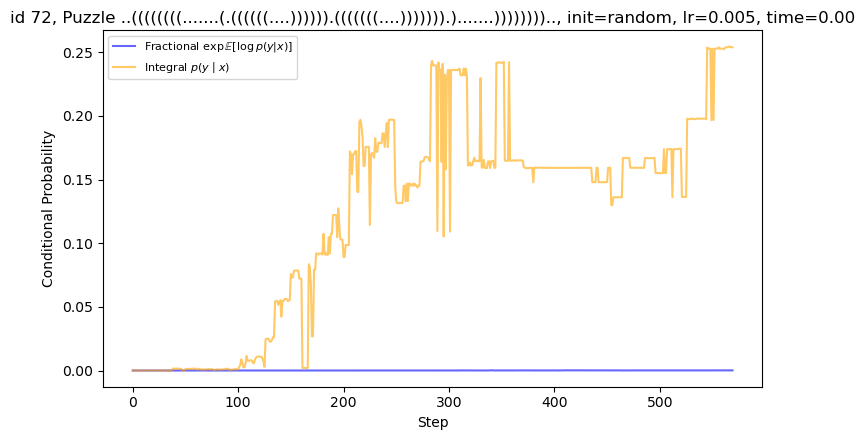 id 72, Puzzle ..((((((((.......(.((((((....)))))).(((((((....))))))).).......)))))))).., init=random, lr=0.005, time=0.00
Fractional exp𝔼[log p(y|x)]
Integral p(y | x)
Conditional Probability
0.25
0.20
0.15
0.10
0.05
0.00
0 100 200 300 400 500
Step